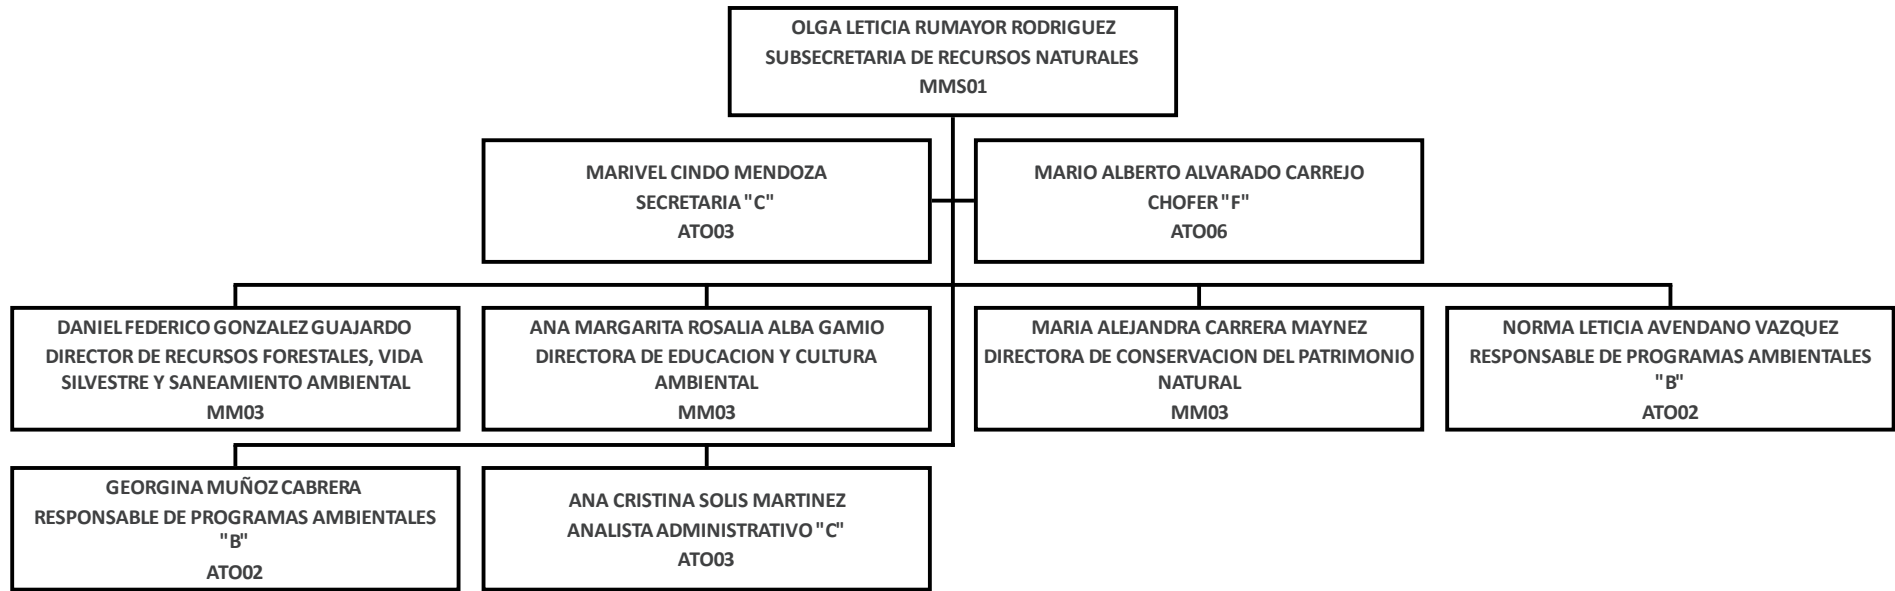 OLGA LETICIA RUMAYOR RODRIGUEZ
SUBSECRETARIA DE RECURSOS NATURALES
MMS01
MARIVEL CINDO MENDOZA
SECRETARIA "C"
ATO03
MARIO ALBERTO ALVARADO CARREJO
CHOFER "F"
ATO06
DANIEL FEDERICO GONZALEZ GUAJARDO
DIRECTOR DE RECURSOS FORESTALES, VIDA
SILVESTRE Y SANEAMIENTO AMBIENTAL
MM03
ANA MARGARITA ROSALIA ALBA GAMIO
DIRECTORA DE EDUCACION Y CULTURA
AMBIENTAL
MM03
MARIA ALEJANDRA CARRERA MAYNEZ
DIRECTORA DE CONSERVACION DEL PATRIMONIO
NATURAL
MM03
NORMA LETICIA AVENDANO VAZQUEZ
RESPONSABLE DE PROGRAMAS AMBIENTALES
"B"
ATO02
GEORGINA MUÑOZ CABRERA
RESPONSABLE DE PROGRAMAS AMBIENTALES
"B"
ATO02
ANA CRISTINA SOLIS MARTINEZ
ANALISTA ADMINISTRATIVO "C"
ATO03